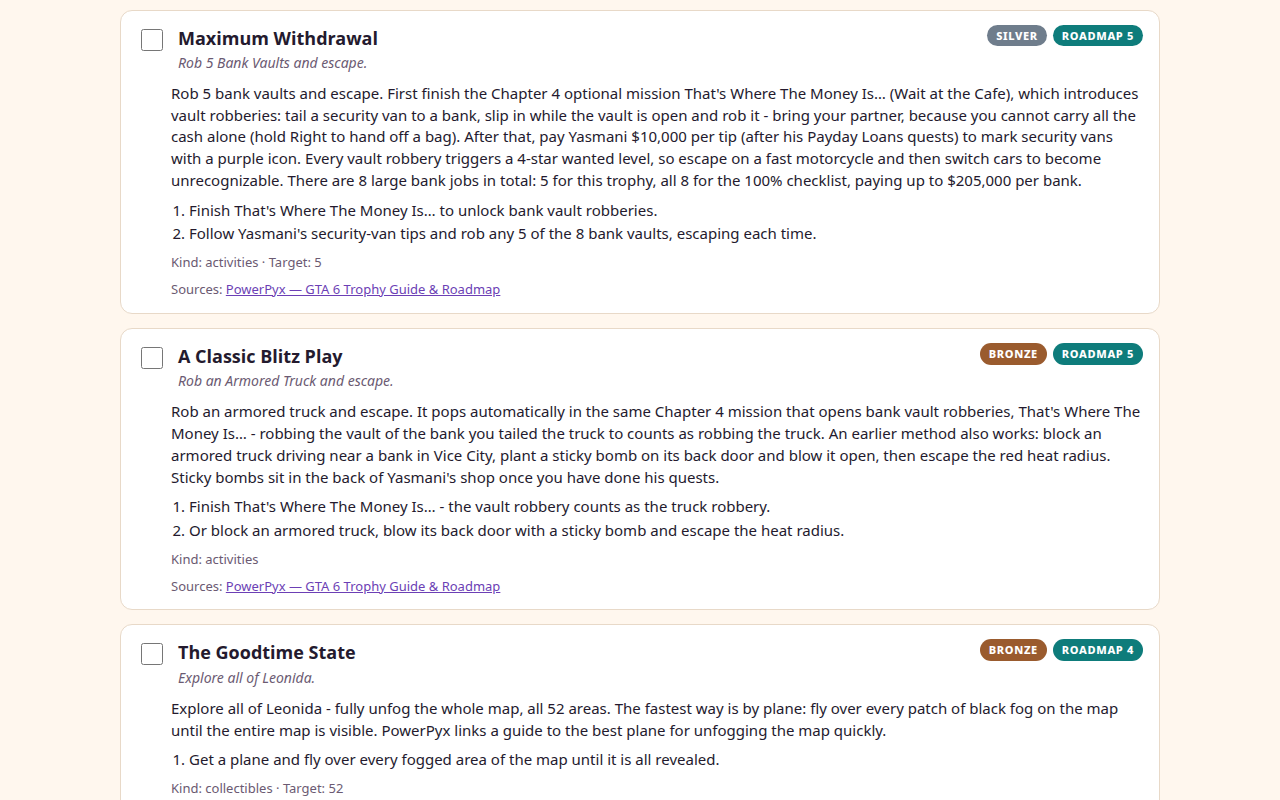 Maximum Withdrawal
SILVER
ROADMAP 5
Rob 5 Bank Vaults and escape.
Rob 5 bank vaults and escape. First finish the Chapter 4 optional mission That's Where The Money Is... (Wait at the Cafe), which introduces
vault robberies: tail a security van to a bank, slip in while the vault is open and rob it - bring your partner, because you cannot carry all the
cash alone (hold Right to hand off a bag). After that, pay Yasmani $10,000 per tip (after his Payday Loans quests) to mark security vans
with a purple icon. Every vault robbery triggers a 4-star wanted level, so escape on a fast motorcycle and then switch cars to become
unrecognizable. There are 8 large bank jobs in total: 5 for this trophy, all 8 for the 100% checklist, paying up to $205,000 per bank.
1. Finish That's Where The Money Is... to unlock bank vault robberies.
2. Follow Yasmani's security-van tips and rob any 5 of the 8 bank vaults, escaping each time.
Kind: activities · Target: 5
Sources: PowerPyx — GTA 6 Trophy Guide & Roadmap
A Classic Blitz Play
BRONZE
ROADMAP 5
Rob an Armored Truck and escape.
Rob an armored truck and escape. It pops automatically in the same Chapter 4 mission that opens bank vault robberies, That's Where The
Money Is... - robbing the vault of the bank you tailed the truck to counts as robbing the truck. An earlier method also works: block an
armored truck driving near a bank in Vice City, plant a sticky bomb on its back door and blow it open, then escape the red heat radius.
Sticky bombs sit in the back of Yasmani's shop once you have done his quests.
1. Finish That's Where The Money Is... - the vault robbery counts as the truck robbery.
2. Or block an armored truck, blow its back door with a sticky bomb and escape the heat radius.
Kind: activities
Sources: PowerPyx — GTA 6 Trophy Guide & Roadmap
The Goodtime State
BRONZE
ROADMAP 4
Explore all of Leonida.
Explore all of Leonida - fully unfog the whole map, all 52 areas. The fastest way is by plane: fly over every patch of black fog on the map
until the entire map is visible. PowerPyx links a guide to the best plane for unfogging the map quickly.
1. Get a plane and fly over every fogged area of the map until it is all revealed.
Kind: collectibles · Target: 52